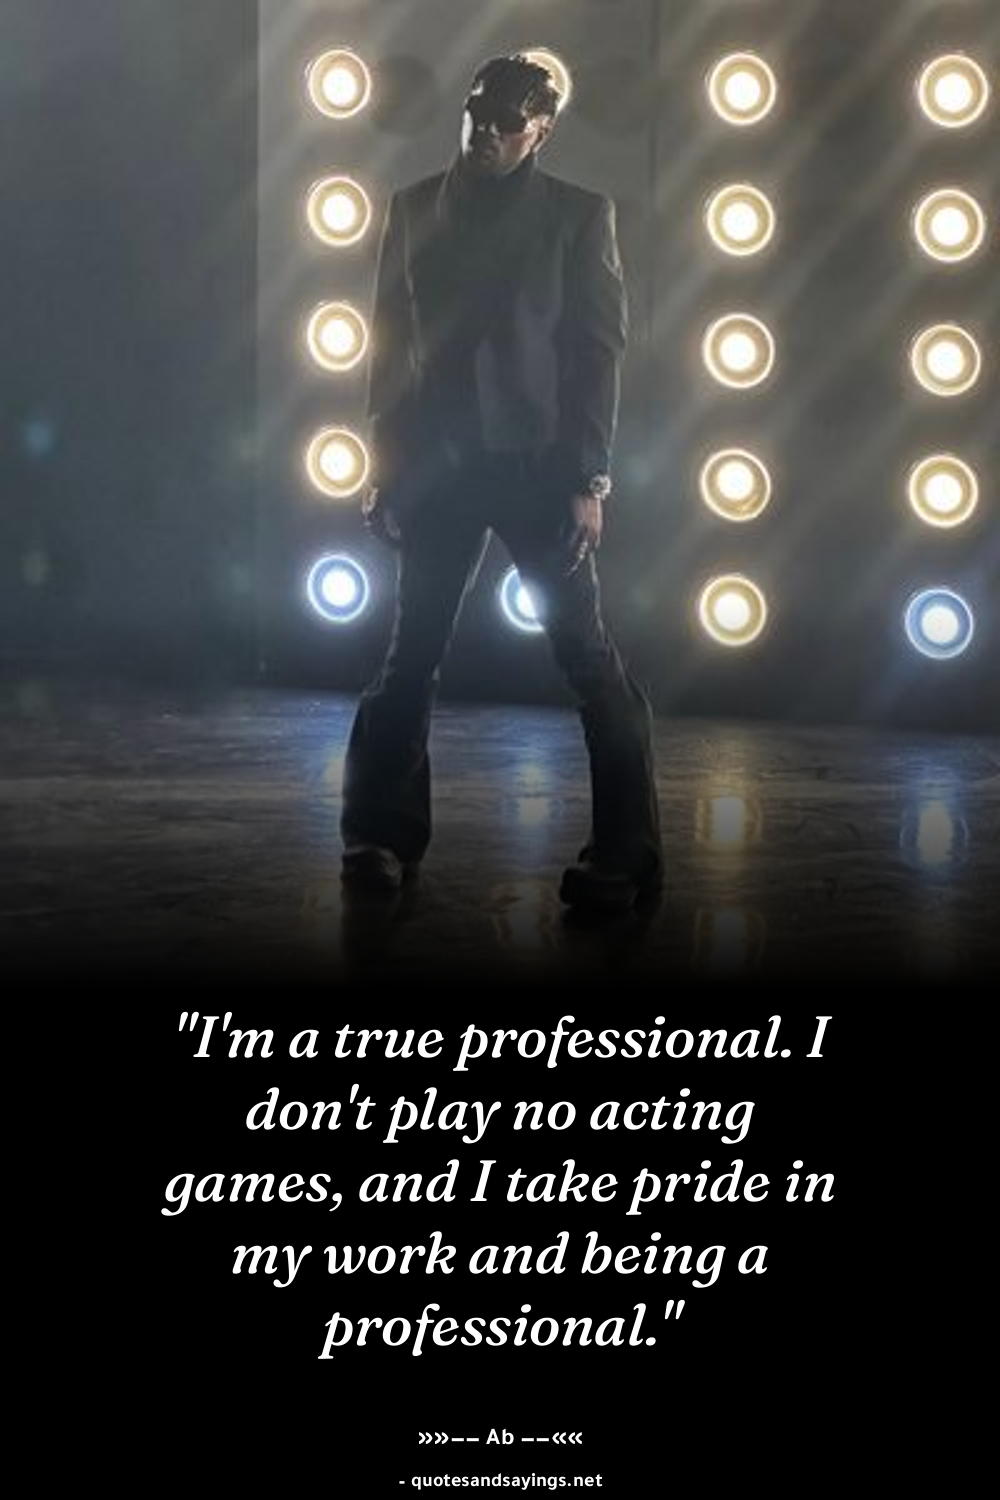 "I'm a true professional. I
don't play no acting
games, and I take pride in
my work and being a
professional."
»»−− Ab −−««
- quotesandsayings.net